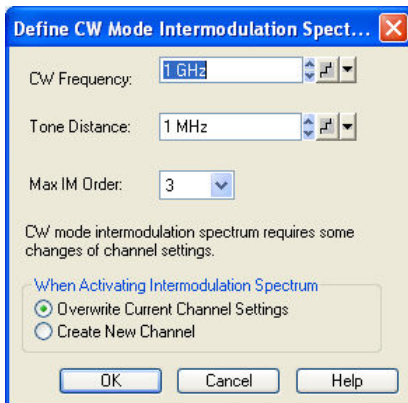 Define CW Mode Intermodulation Spect...
CW Frequency: 1 GHz
Tone Distance: 1 MHz
Max IM Order: 3
CW mode intermodulation spectrum requires some
changes of channel settings.
When Activating Intermodulation Spectrum
Overwrite Current Channel Settings
Create New Channel
OK Cancel Help